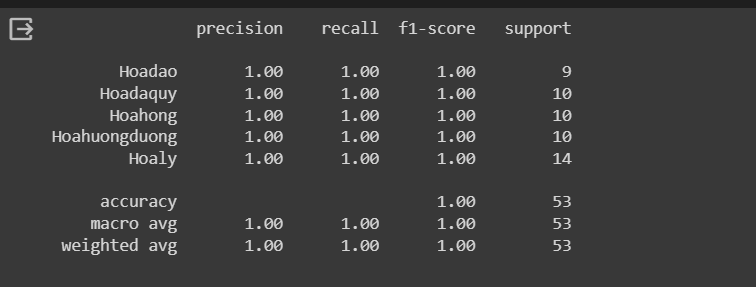 precision recall f1-score support
Hoadao 1.00 1.00 1.00 9
Hoadaquy 1.00 1.00 1.00 10
Hoahong 1.00 1.00 1.00 10
Hoahuongduong 1.00 1.00 1.00 10
Hoaly 1.00 1.00 1.00 14
accuracy 1.00 53
macro avg 1.00 1.00 1.00 53
weighted avg 1.00 1.00 1.00 53